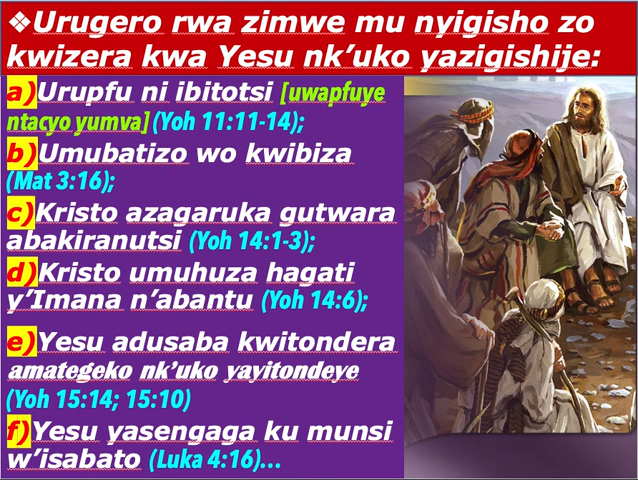 ❖Urugero rwa zimwe mu nyigisho zo
kwizera kwa Yesu nk'uko yazigishije:
a)Urupfu ni ibitotsi [uwapfuye
ntacyo yumva] (Yoh 11:11-14);
b)Umubatizo wo kwibiza
(Mat 3:16);
c)Kristo azagaruka gutwara
abakiranutsi (Yoh 14:1-3);
d)Kristo umuhuza hagati
y'Imana n'abantu (Yoh 14:6);
e)Yesu adusaba kwitondera
amategeko nk'uko yayitondeye
(Yoh 15:14; 15:10)
f)Yesu yasengaga ku munsi
w'isabato (Luka 4:16)...